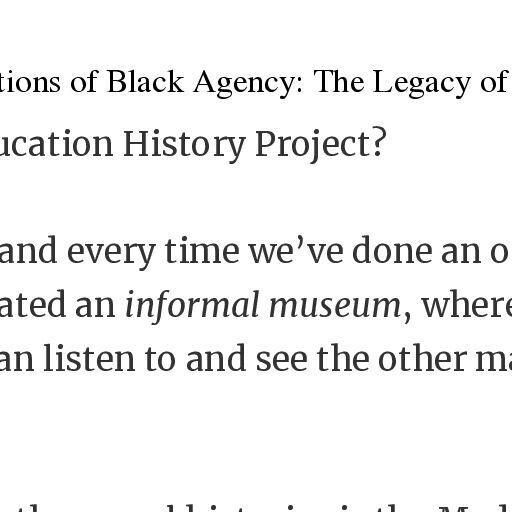 tions of Black Agency: The Legacy of
ucation History Project?
and every time we’ve done an o
ated an informal museum, where
an listen to and see the other ma